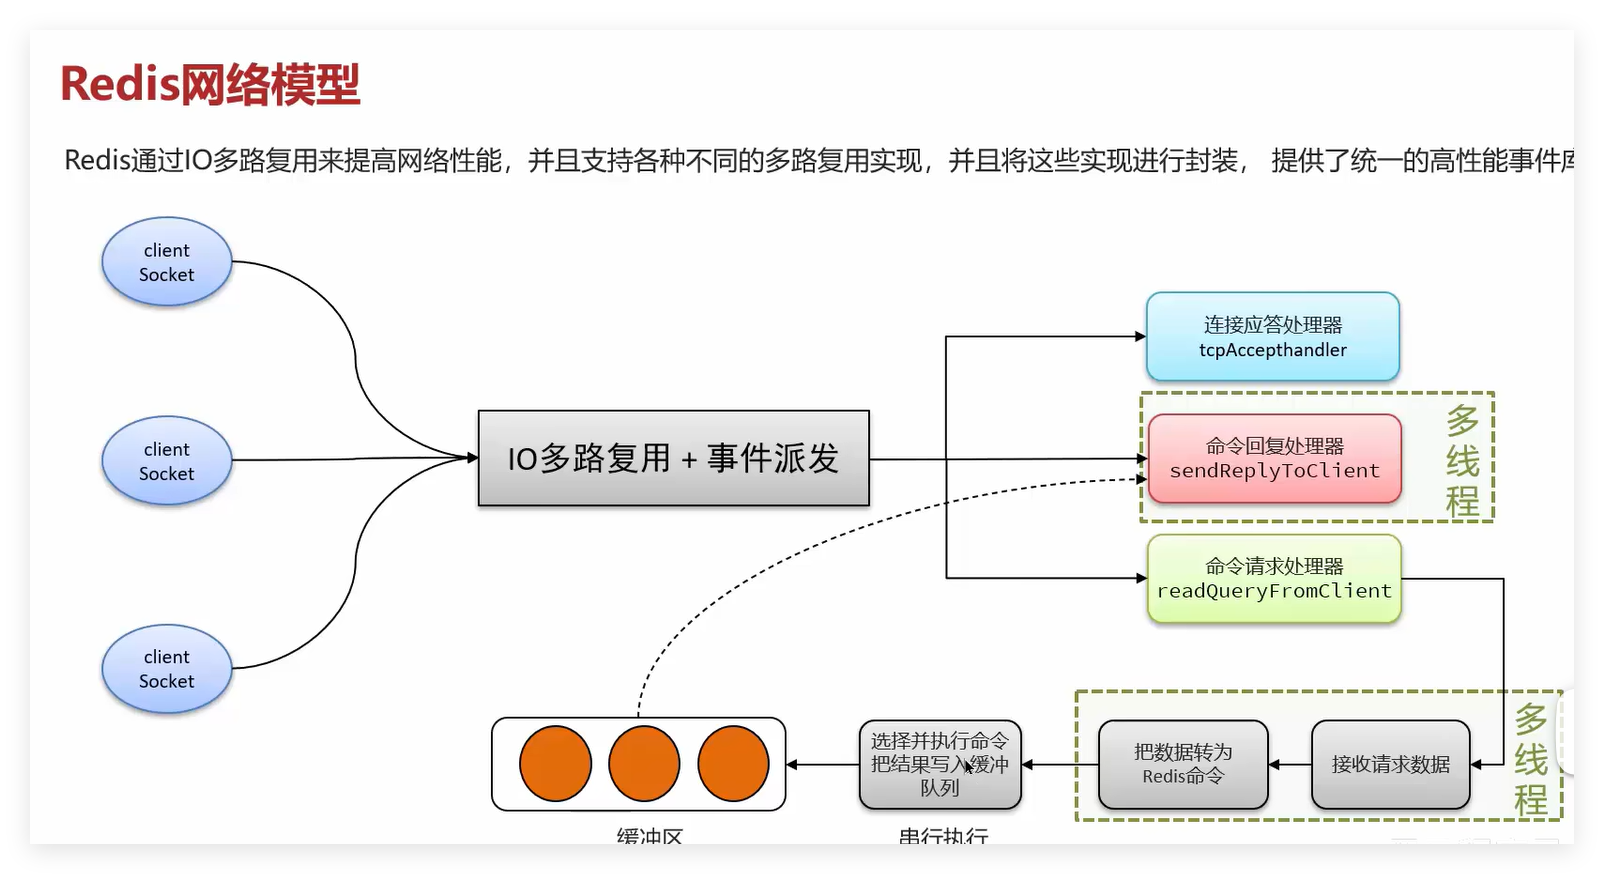 Redis网络模型
Redis通过IO多路复用来提高网络性能，并且支持各种不同的多路复用实现，并且将这些实现进行封装， 提供了统一的高性能事件库
client
Socket
client
Socket
client
Socket
IO多路复用 + 事件派发
连接应答处理器
tcpAccepthandler
命令回复处理器
sendReplyToClient
多线程
命令请求处理器
readQueryFromClient
选择并执行命令
把结果写入缓冲
队列
把数据转为
Redis命令
接收请求数据
多线程
缓冲区
串行执行